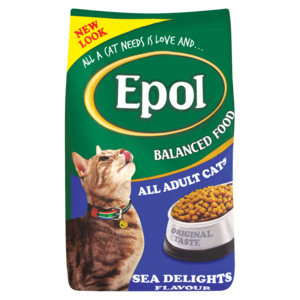 NEW
LOOK
ALL A CAT NEEDS IS LOVE AND...
Epol
BALANCED FOOD
ALL ADULT CATS
ORIGINAL
TASTE
SEA DELIGHTS
FLAVOUR